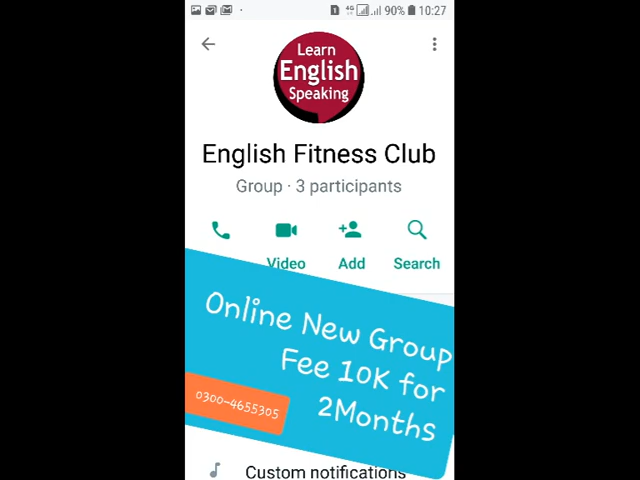 90% 10:27
Learn
English
Speaking
English Fitness Club
Group · 3 participants
Video Add Search
Online New Group
Fee 10K for
2Months
0300-4655305
Custom notifications